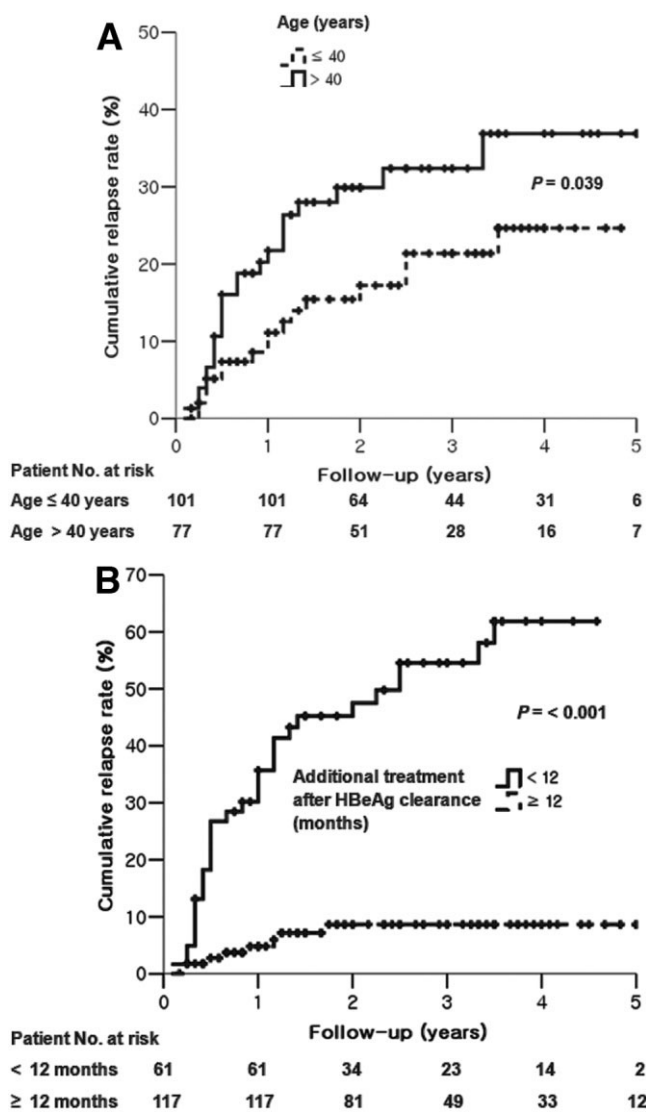 A
Age (years)
≤ 40
> 40
50
40
30
20
10
0
Cumulative relapse rate (%)
P = 0.039
0 1 2 3 4 5
Follow-up (years)
Patient No. at risk
Age ≤ 40 years 101 101 64 44 31 6
Age > 40 years 77 77 51 28 16 7
B
70
60
50
40
30
20
10
0
Cumulative relapse rate (%)
P = < 0.001
Additional treatment
after HBeAg clearance
(months)
< 12
≥ 12
0 1 2 3 4 5
Follow-up (years)
Patient No. at risk
< 12 months 61 61 34 23 14 2
≥ 12 months 117 117 81 49 33 12